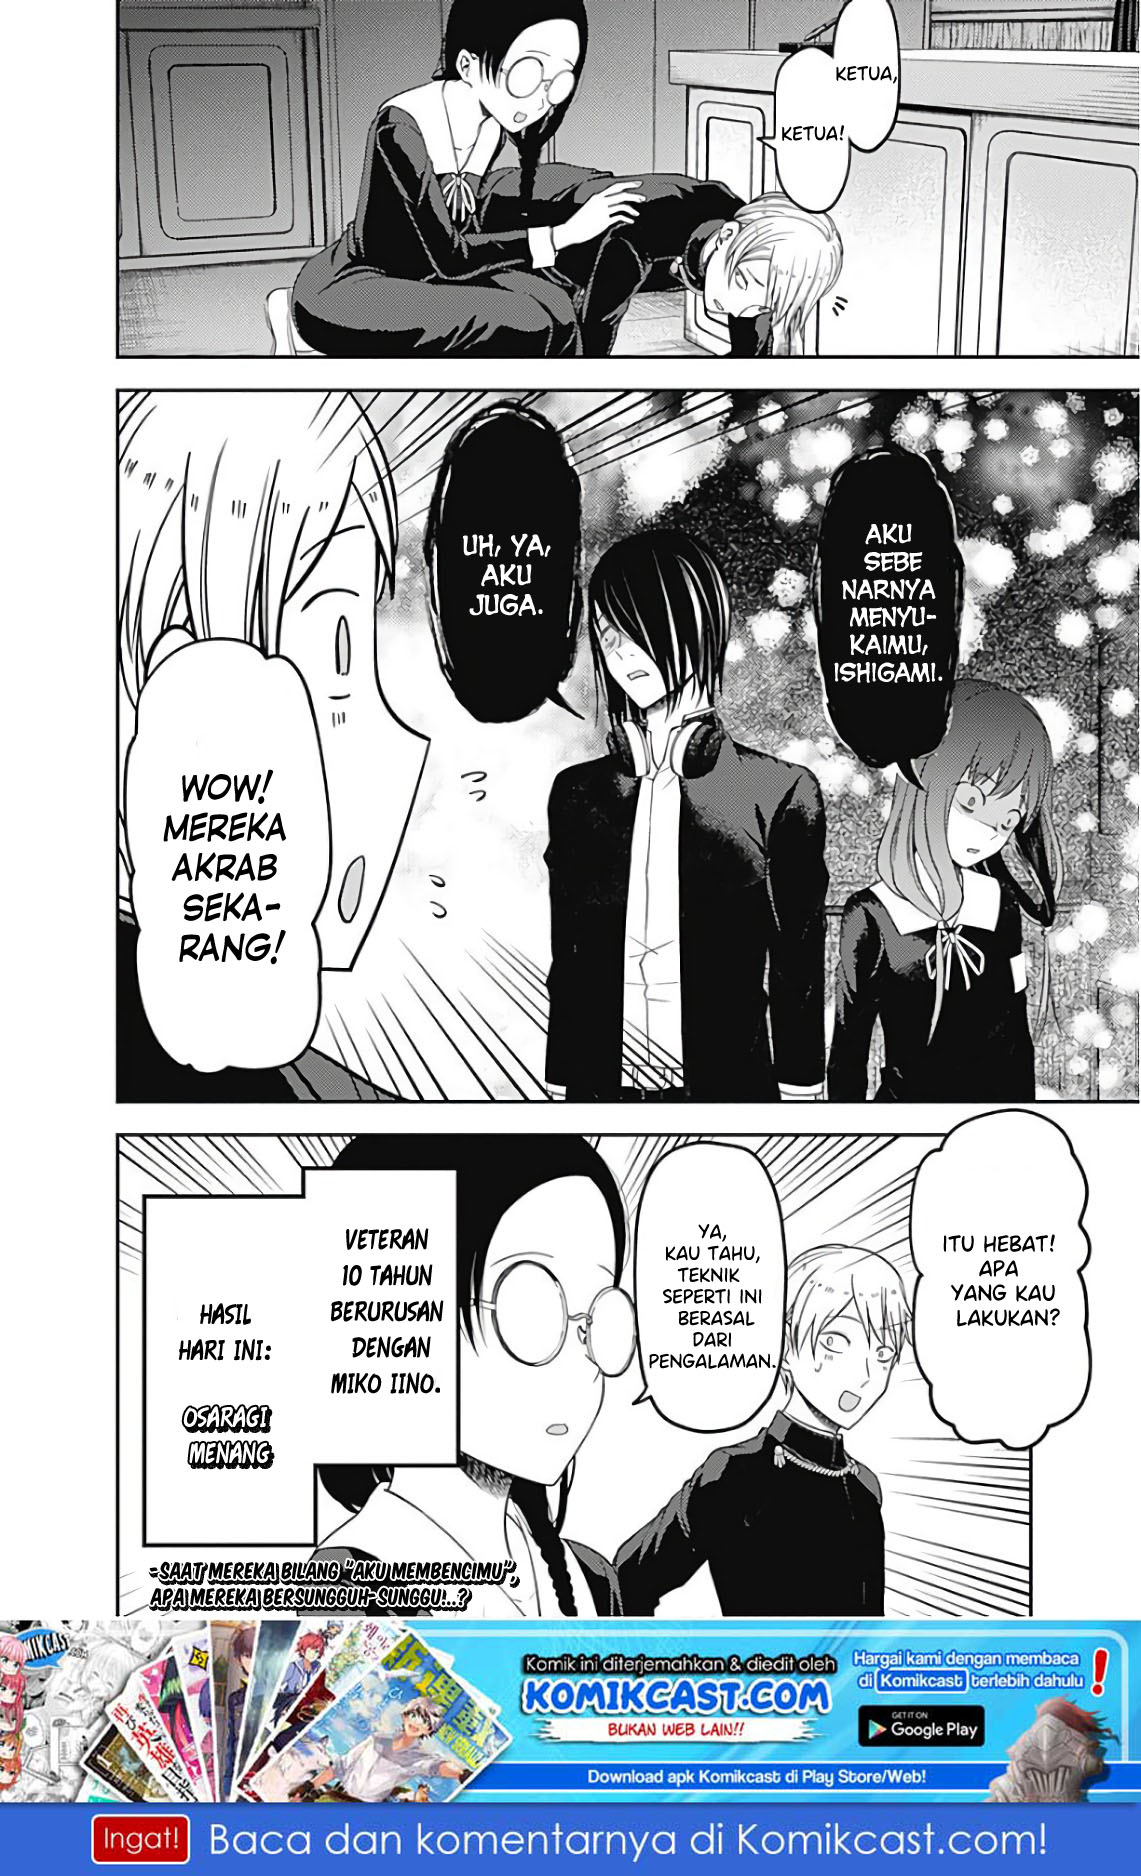 KETUA,
KETUA!
AKU
SEBE
NARNYA
MENYU-
KAIMU,
ISHIGAMI.
UH, YA,
AKU
JUGA.
WOW!
MEREKA
AKRAB
SEKA-
RANG!
ITU HEBAT!
APA
YANG KAU
LAKUKAN?
YA,
KAU TAHU,
TEKNIK
SEPERTI INI
BERASAL
DARI
PENGALAMAN.
VETERAN
10 TAHUN
BERURUSAN
DENGAN
MIKO IINO.
HASIL
HARI INI:
OSARAGI
MENANG
-SAAT MEREKA BILANG "AKU MEMBENCIMU",
APA MEREKA BERSUNGGUH-SUNGGU!...?
Komik ini diterjemahkan & diedit oleh
KOMIKCAST.COM
BUKAN WEB LAIN!!
Hargai kami dengan membaca
di Komikcast terlebih dahulu !
GET IT ON
Google Play
Download apk Komikcast di Play Store/Web!
Ingat! Baca dan komentarnya di Komikcast.com!